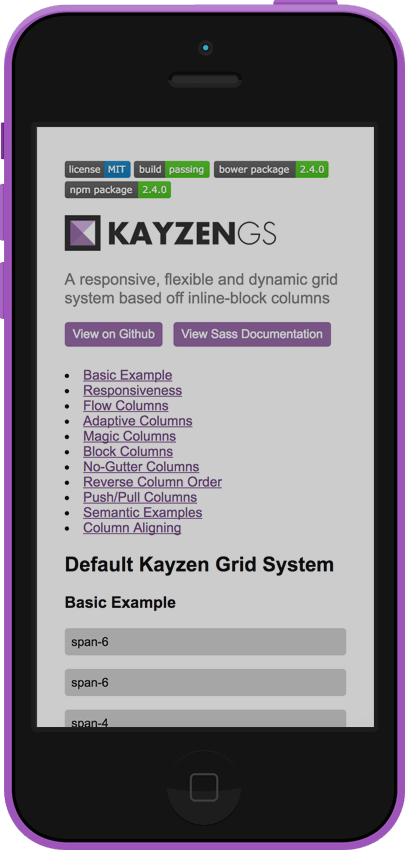 license MIT build passing bower package 2.4.0
npm package 2.4.0
KAYZENGS
A responsive, flexible and dynamic grid
system based off inline-block columns
View on Github View Sass Documentation
Basic Example
Responsiveness
Flow Columns
Adaptive Columns
Magic Columns
Block Columns
No-Gutter Columns
Reverse Column Order
Push/Pull Columns
Semantic Examples
Column Aligning
Default Kayzen Grid System
Basic Example
span-6
span-6
span-4